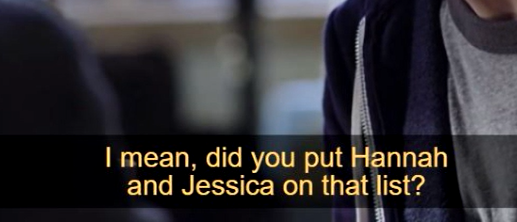 I mean, did you put Hannah
and Jessica on that list?